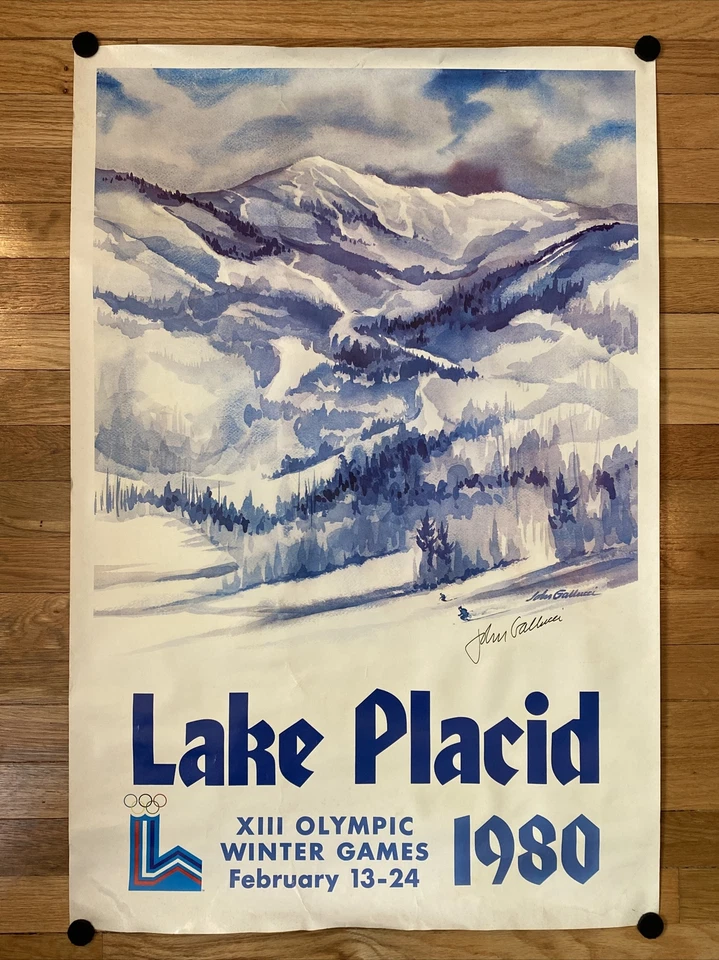 John Gallucci
John Gallucci
Lake Placid
XIII OLYMPIC
WINTER GAMES
February 13-24
1980